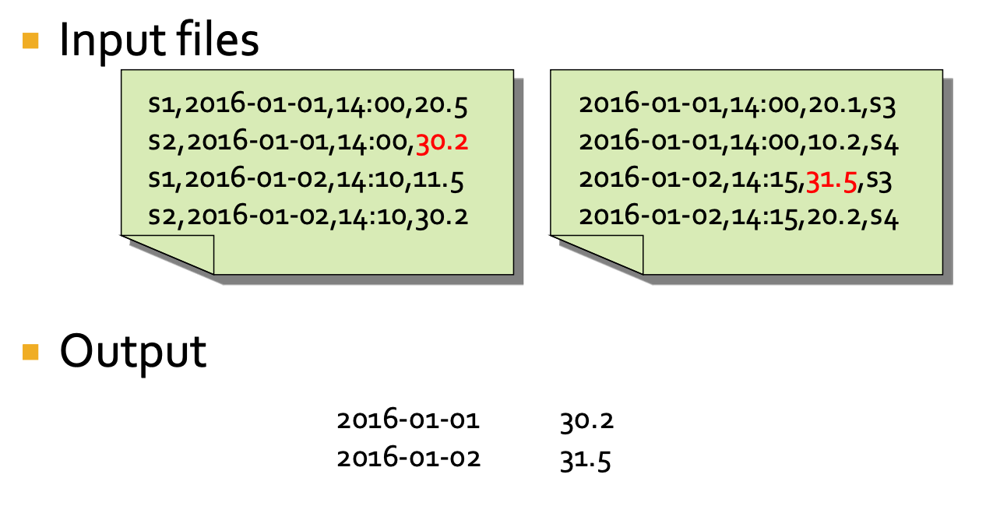 Input files
s1,2016-01-01,14:00,20.5
s2,2016-01-01,14:00,30.2
s1,2016-01-02,14:10,11.5
s2,2016-01-02,14:10,30.2
2016-01-01,14:00,20.1,s3
2016-01-01,14:00,10.2,s4
2016-01-02,14:15,31.5,s3
2016-01-02,14:15,20.2,s4
Output
2016-01-01 30.2
2016-01-02 31.5